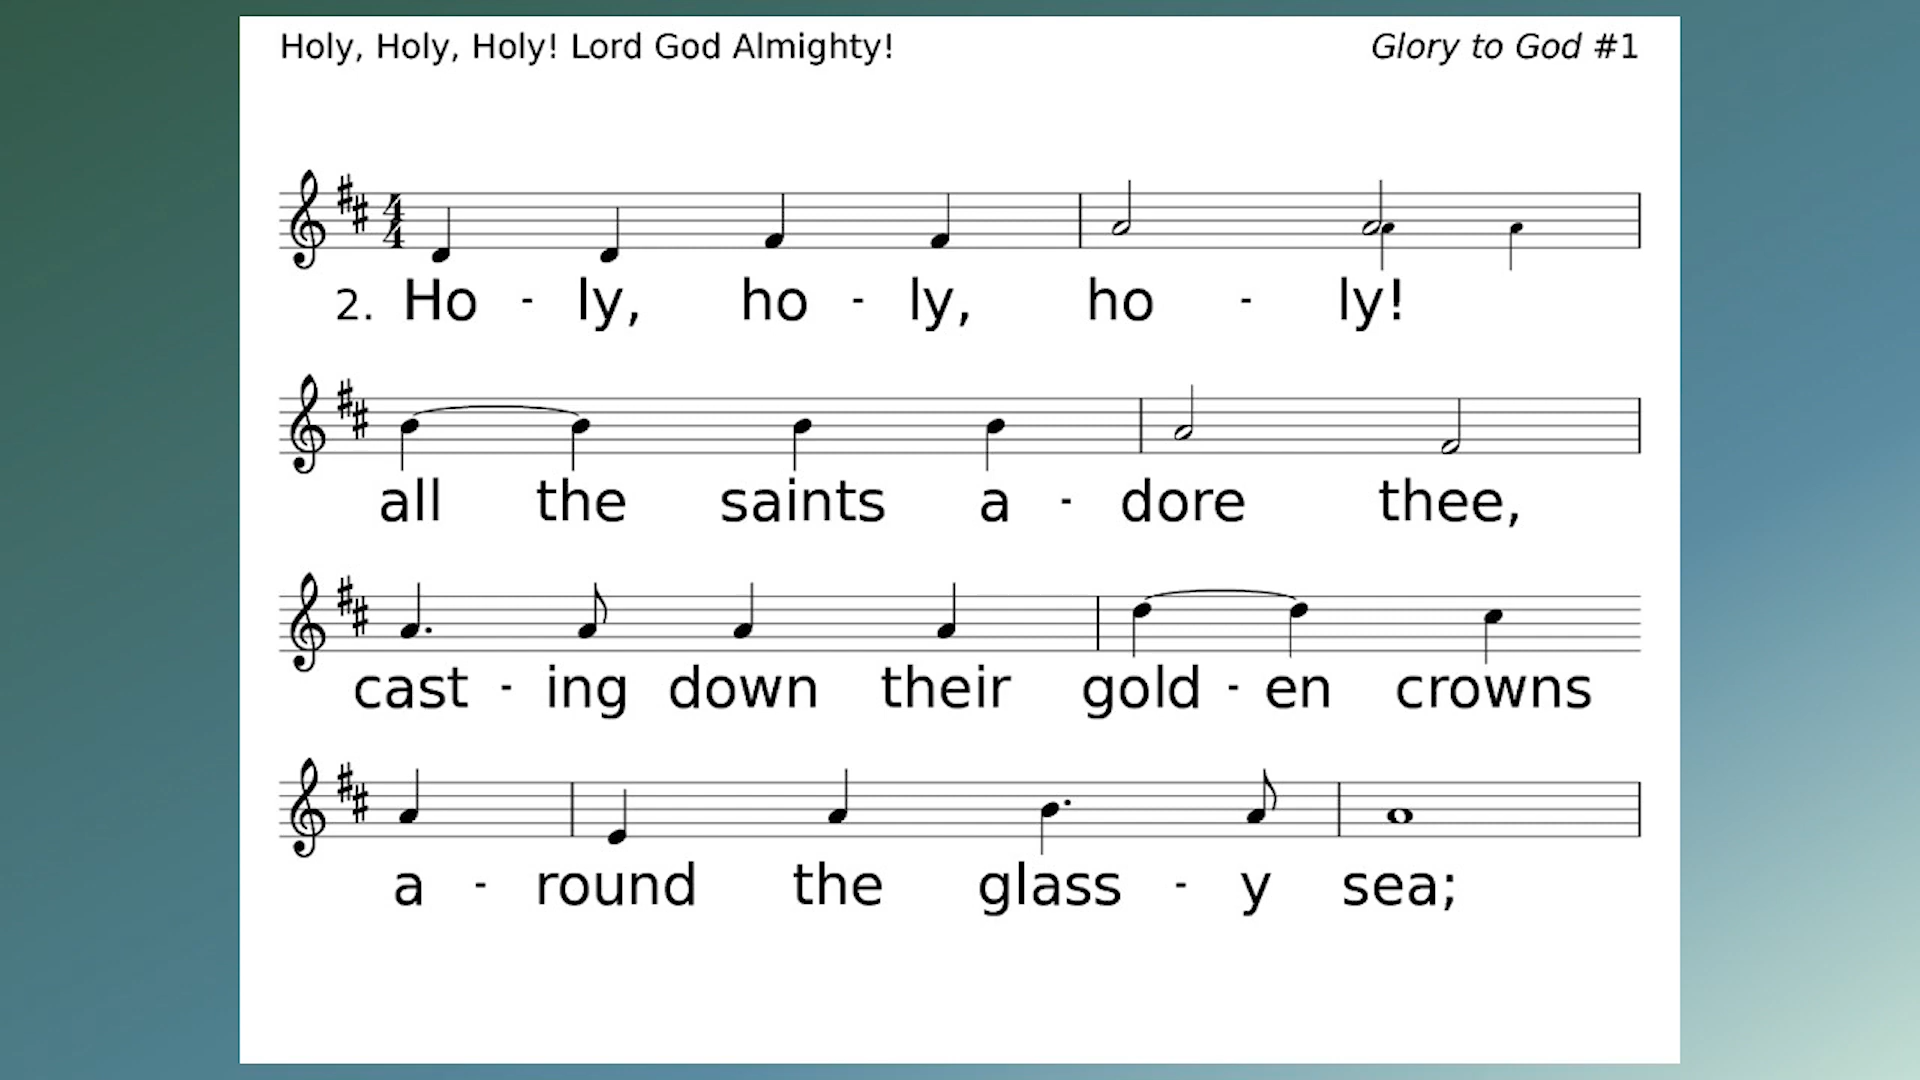 Holy, Holy, Holy! Lord God Almighty! Glory to God #1
2. Ho - ly, ho - ly, ho - ly!
all the saints a - dore thee,
cast - ing down their gold - en crowns
a - round the glass - y sea;